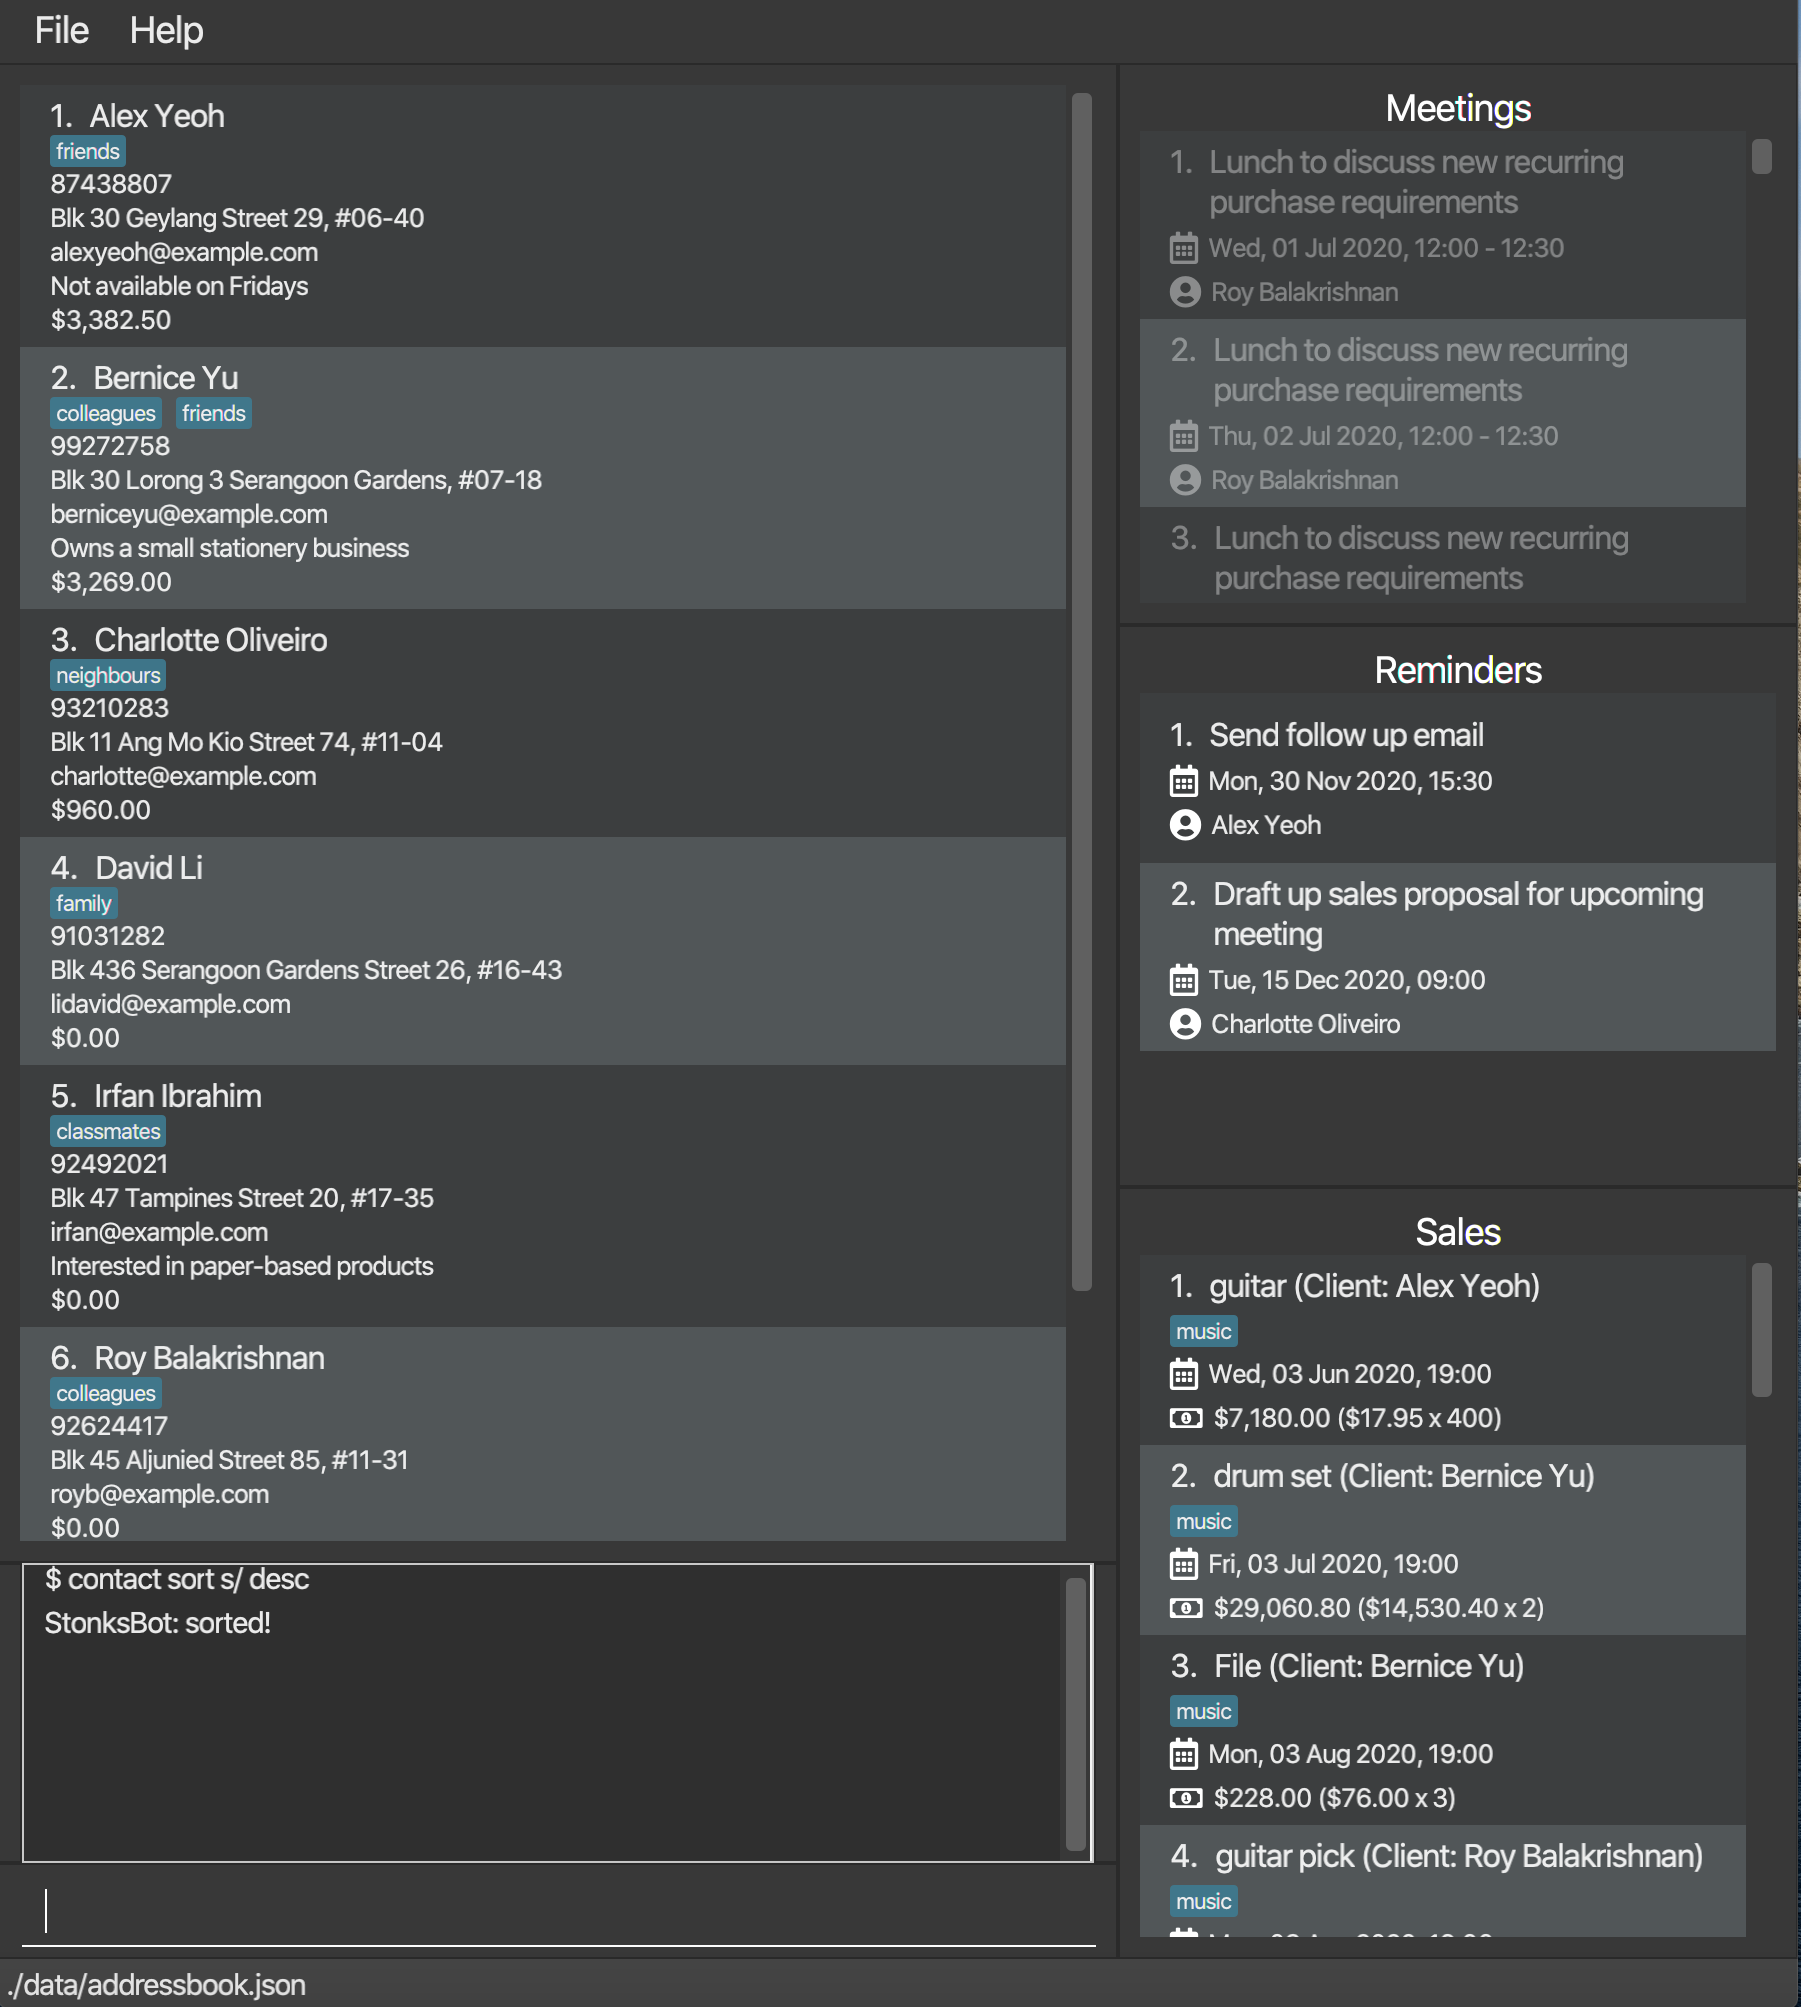 File Help
1. Alex Yeoh
friends
87438807
Blk 30 Geylang Street 29, #06-40
alexyeoh@example.com
Not available on Fridays
$3,382.50
2. Bernice Yu
colleagues friends
99272758
Blk 30 Lorong 3 Serangoon Gardens, #07-18
berniceyu@example.com
Owns a small stationery business
$3,269.00
3. Charlotte Oliveiro
neighbours
93210283
Blk 11 Ang Mo Kio Street 74, #11-04
charlotte@example.com
$960.00
4. David Li
family
91031282
Blk 436 Serangoon Gardens Street 26, #16-43
lidavid@example.com
$0.00
5. Irfan Ibrahim
classmates
92492021
Blk 47 Tampines Street 20, #17-35
irfan@example.com
Interested in paper-based products
$0.00
6. Roy Balakrishnan
colleagues
92624417
Blk 45 Aljunied Street 85, #11-31
royb@example.com
$0.00
$ contact sort s/ desc
StonksBot: sorted!
./data/addressbook.json
Meetings
1. Lunch to discuss new recurring
purchase requirements
Wed, 01 Jul 2020, 12:00 - 12:30
Roy Balakrishnan
2. Lunch to discuss new recurring
purchase requirements
Thu, 02 Jul 2020, 12:00 - 12:30
Roy Balakrishnan
3. Lunch to discuss new recurring
purchase requirements
Reminders
1. Send follow up email
Mon, 30 Nov 2020, 15:30
Alex Yeoh
2. Draft up sales proposal for upcoming
meeting
Tue, 15 Dec 2020, 09:00
Charlotte Oliveiro
Sales
1. guitar (Client: Alex Yeoh)
music
Wed, 03 Jun 2020, 19:00
$7,180.00 ($17.95 x 400)
2. drum set (Client: Bernice Yu)
music
Fri, 03 Jul 2020, 19:00
$29,060.80 ($14,530.40 x 2)
3. File (Client: Bernice Yu)
music
Mon, 03 Aug 2020, 19:00
$228.00 ($76.00 x 3)
4. guitar pick (Client: Roy Balakrishnan)
music